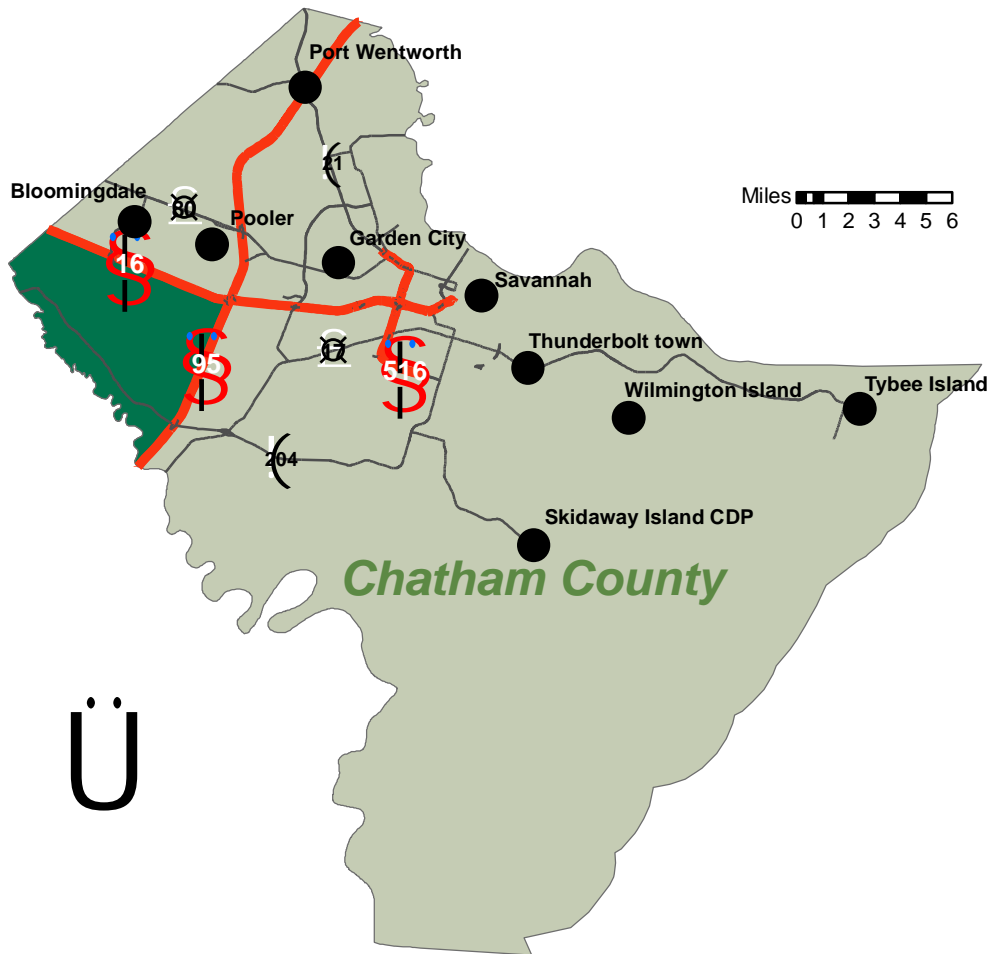 Port Wentworth
21
Bloomingdale
80
Pooler
Miles
0 1 2 3 4 5 6
Garden City
16
Savannah
Thunderbolt town
17
95
516
Wilmington Island
Tybee Island
204
Skidaway Island CDP
Chatham County
Ü